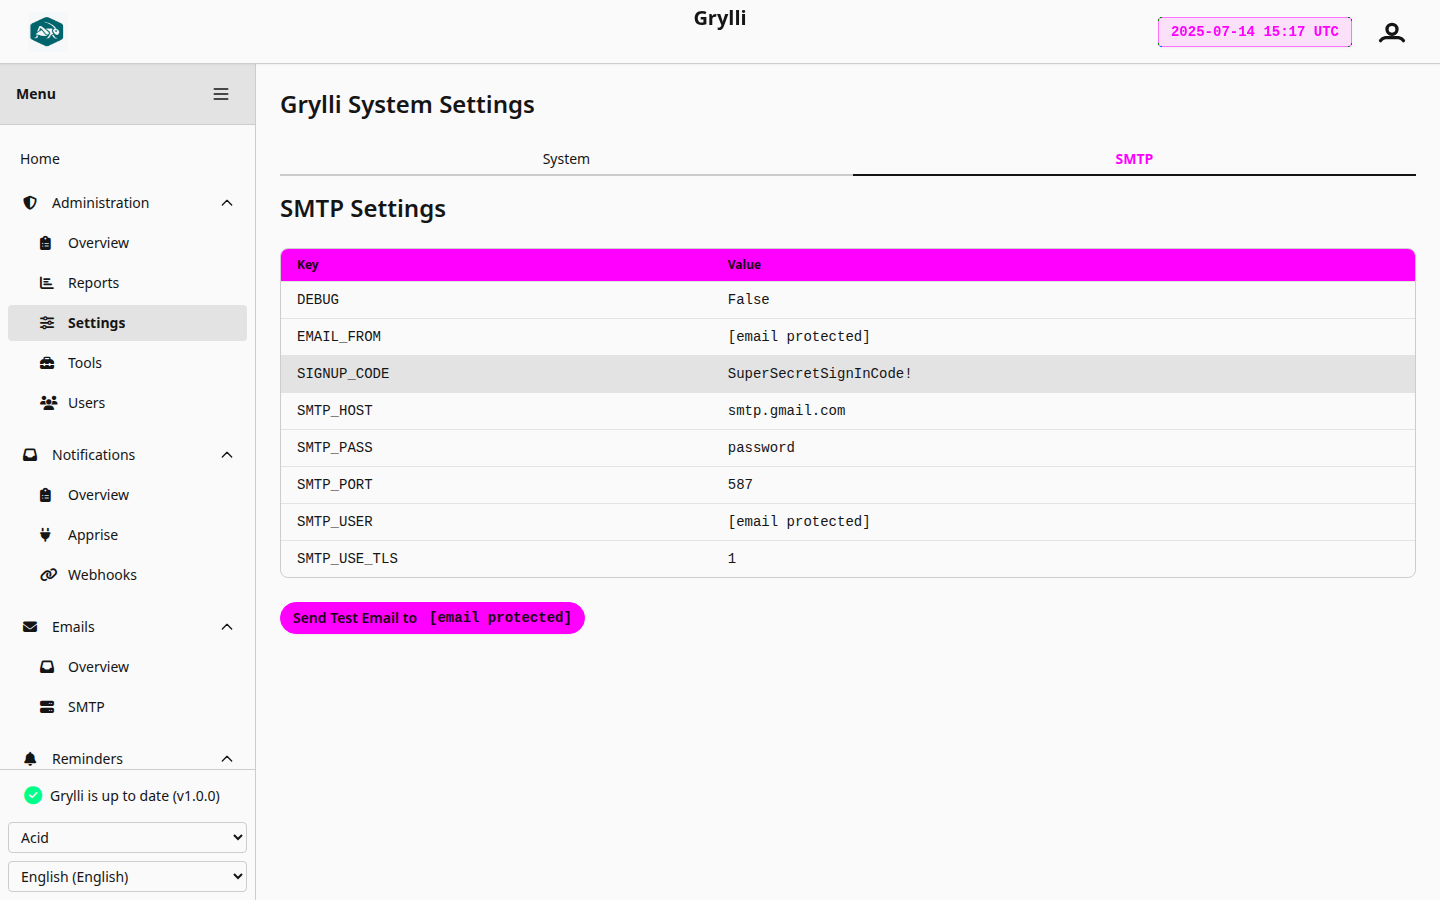 Grylli
2025-07-14 15:17 UTC
Menu
Home
Administration
Overview
Reports
Settings
Tools
Users
Notifications
Overview
Apprise
Webhooks
Emails
Overview
SMTP
Reminders
Grylli is up to date (v1.0.0)
Acid
English (English)
Grylli System Settings
System SMTP
SMTP Settings
Key Value
DEBUG False
EMAIL_FROM [email protected]
SIGNUP_CODE SuperSecretSignInCode!
SMTP_HOST smtp.gmail.com
SMTP_PASS password
SMTP_PORT 587
SMTP_USER [email protected]
SMTP_USE_TLS 1
Send Test Email to [email protected]